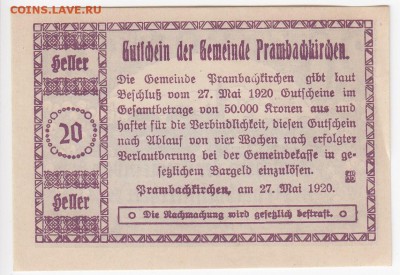 COINS.LAVE.RU
Heller
20
Heller
Gutschein der Gemeinde Prambachkirchen.
Die Gemeinde Prambachkirchen gibt laut
Beschluß vom 27. Mai 1920 Gutscheine im
Gesamtbetrage von 50.000 Kronen aus und
haftet für die Verbindlichkeit, diesen Gutschein
nach Ablauf von vier Wochen nach erfolgter
Verlautbarung bei der Gemeindekasse in ge-
setzlichem Bargeld einzulösen.
Prambachkirchen, am 27. Mai 1920.
Die Nachmachung wird gesetzlich bestraft.